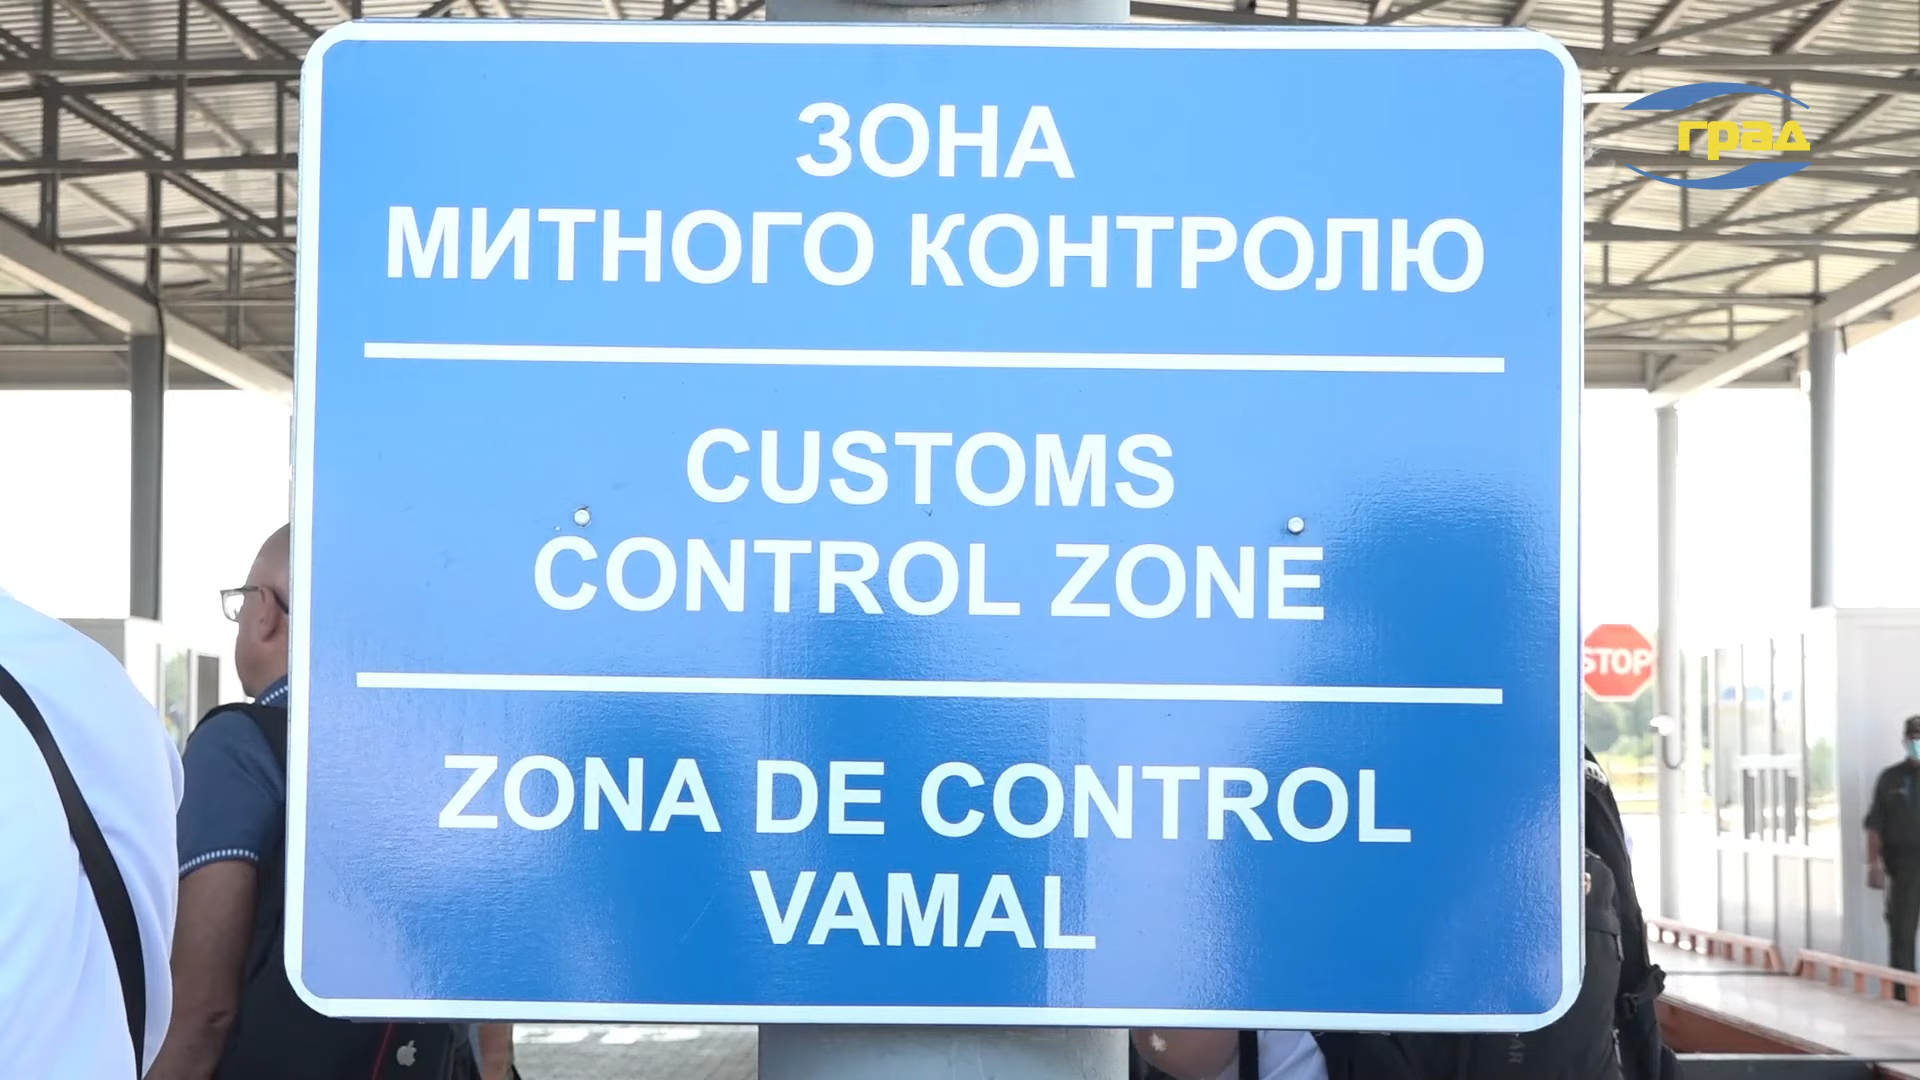 град
ЗОНА
МИТНОГО КОНТРОЛЮ
CUSTOMS
CONTROL ZONE
ZONA DE CONTROL
VAMAL
STOP